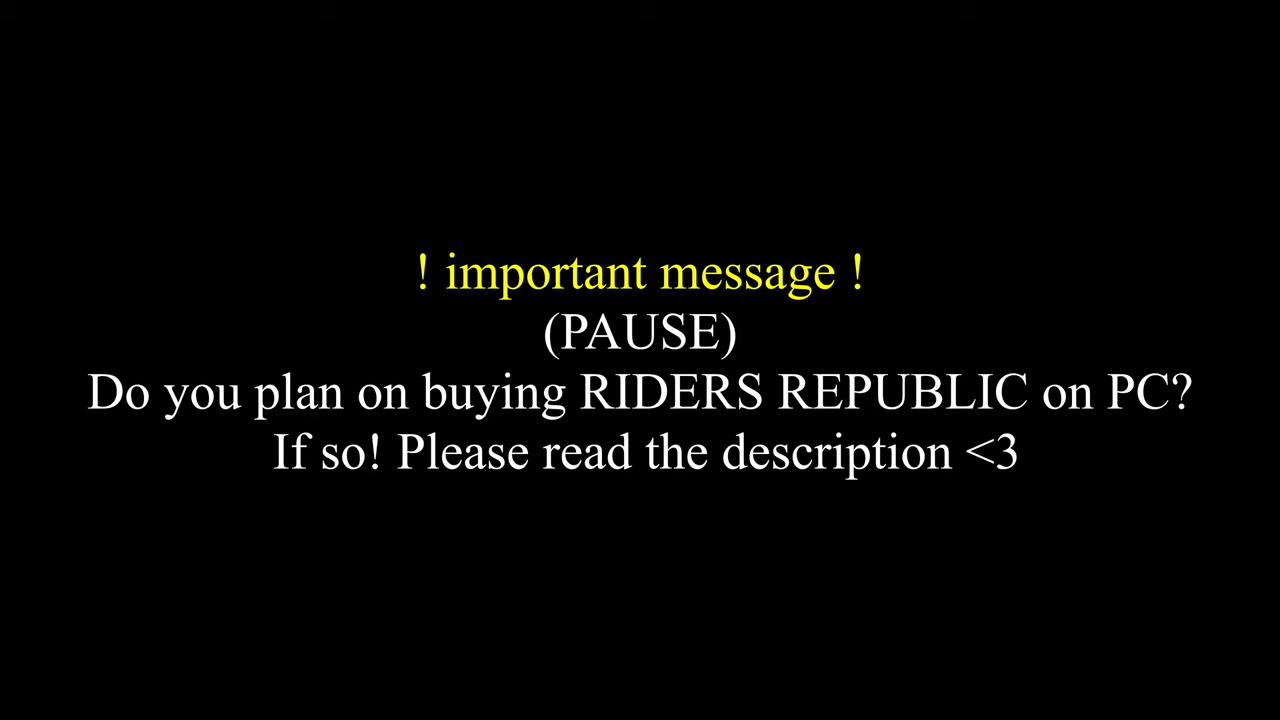 ! important message !
(PAUSE)
Do you plan on buying RIDERS REPUBLIC on PC?
If so! Please read the description <3